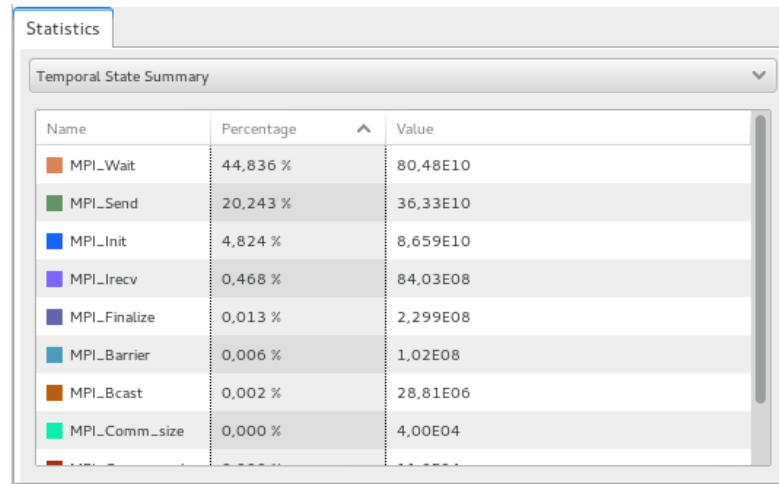 Statistics
Temporal State Summary
Name Percentage Value
MPI_Wait 44,836 % 80,48E10
MPI_Send 20,243 % 36,33E10
MPI_Init 4,824 % 8,659E10
MPI_Irecv 0,468 % 84,03E08
MPI_Finalize 0,013 % 2,299E08
MPI_Barrier 0,006 % 1,02E08
MPI_Bcast 0,002 % 28,81E06
MPI_Comm_size 0,000 % 4,00E04